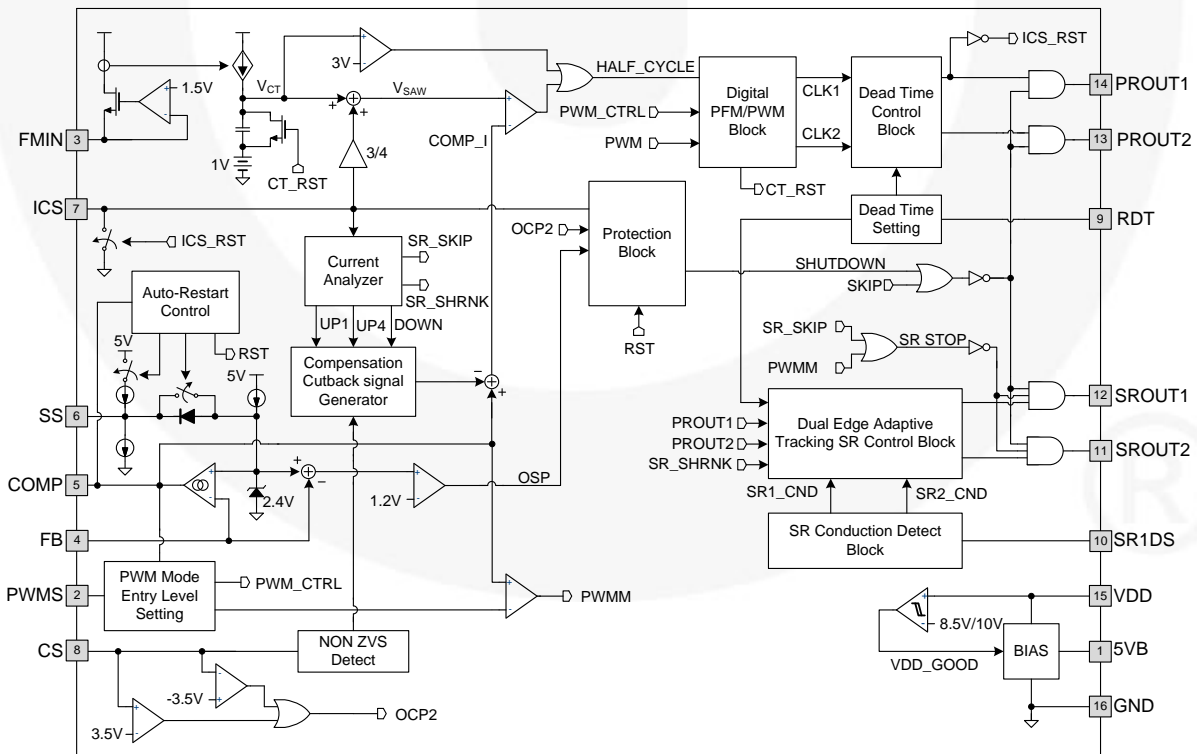 ICS_RST
14
PROUT1
1.5V
VCT
3V
VSAW
HALF_CYCLE
PWM_CTRL
PWM
Digital
PFM/PWM
Block
CLK1
CLK2
Dead Time
Control
Block
13
PROUT2
FMIN
3
1V
CT_RST
3/4
COMP_I
CT_RST
ICS
7
ICS_RST
OCP2
Protection
Block
Dead Time
Setting
9
RDT
Current
Analyzer
SR_SKIP
SR_SHRNK
SHUTDOWN
SKIP
Auto-Restart
Control
UP1
UP4
DOWN
RST
RST
5V
5V
Compensation
Cutback signal
Generator
SR_SKIP
PWMM
SR STOP
12
SROUT1
SS
6
PROUT1
PROUT2
SR_SHRNK
Dual Edge Adaptive
Tracking SR Control Block
11
SROUT2
COMP
5
2.4V
1.2V
OSP
SR1_CND
SR2_CND
FB
4
SR Conduction Detect
Block
10
SR1DS
PWMS
2
PWM Mode
Entry Level
Setting
PWM_CTRL
PWMM
15
VDD
8.5V/10V
CS
8
NON ZVS
Detect
VDD_GOOD
BIAS
1
5VB
-3.5V
3.5V
OCP2
16
GND
®